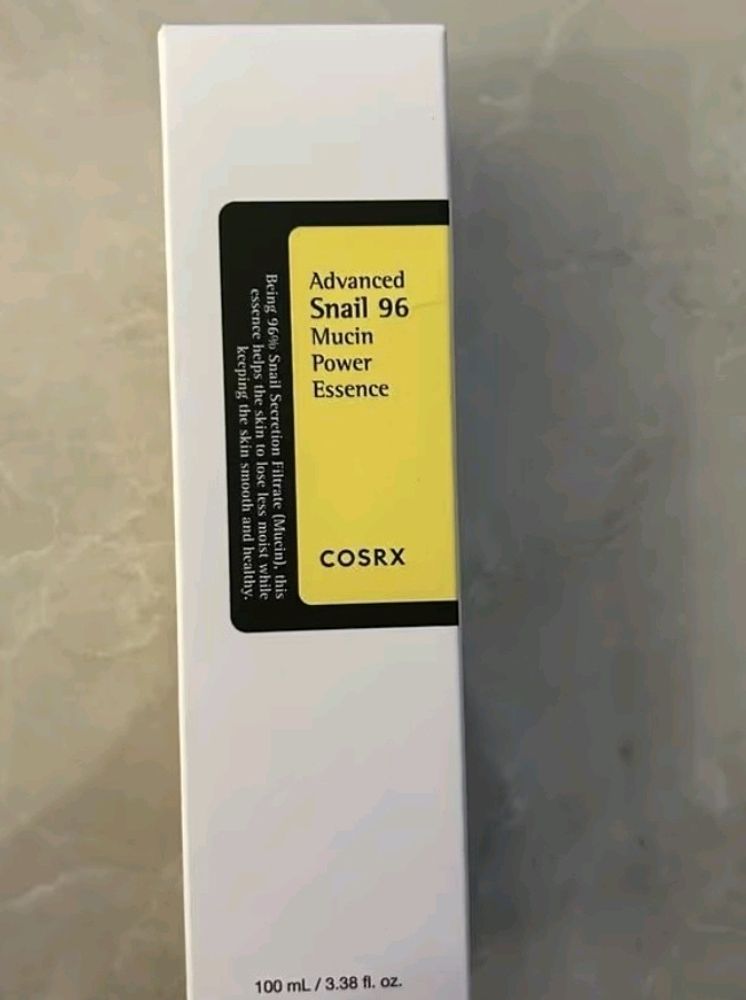 Advanced
Snail 96
Mucin
Power
Essence
COSRX
Being 96% Snail Secretion Filtrate (Mucin), this
essence helps the skin to lose less moist while
keeping the skin smooth and healthy.
100 mL / 3.38 fl. oz.